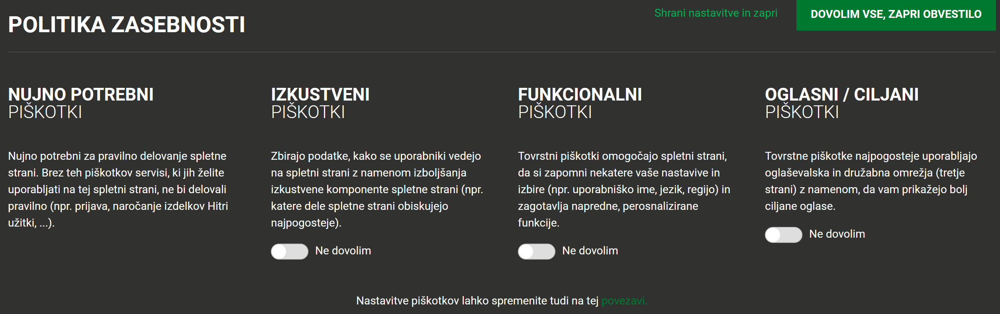 POLITIKA ZASEBNOSTI
Shrani nastavitve in zapri
DOVOLIM VSE, ZAPRI OBVESTILO
NUJNO POTREBNI
PIŠKOTKI
Nujno potrebni za pravilno delovanje spletne
strani. Brez teh piškotkov servisi, ki jih želite
uporabljati na tej spletni strani, ne bi delovali
pravilno (npr. prijava, naročanje izdelkov Hitri
užitki, ...).
IZKUSTVENI
PIŠKOTKI
Zbirajo podatke, kako se uporabniki vedejo
na spletni strani z namenom izboljšanja
izkustvene komponente spletne strani (npr.
katere dele spletne strani obiskujejo
najpogosteje).
Ne dovolim
FUNKCIONALNI
PIŠKOTKI
Tovrstni piškotki omogočajo spletni strani,
da si zapomni nekatere vaše nastavive in
izbire (npr. uporabniško ime, jezik, regijo) in
zagotavlja napredne, perosnalizirane
funkcije.
Ne dovolim
OGLASNI / CILJANI
PIŠKOTKI
Tovrstne piškotke najpogosteje uporabljajo
oglaševalska in družabna omrežja (tretje
strani) z namenom, da vam prikažejo bolj
ciljane oglase.
Ne dovolim
Nastavitve piškotkov lahko spremenite tudi na tej povezavi.